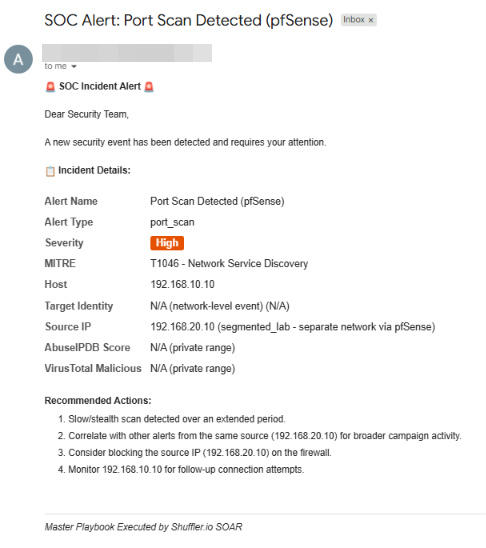 SOC Alert: Port Scan Detected (pfSense) Inbox x
A
to me
🚨 SOC Incident Alert 🚨
Dear Security Team,
A new security event has been detected and requires your attention.
📋 Incident Details:
Alert Name Port Scan Detected (pfSense)
Alert Type port_scan
Severity High
MITRE T1046 - Network Service Discovery
Host 192.168.10.10
Target Identity N/A (network-level event) (N/A)
Source IP 192.168.20.10 (segmented_lab - separate network via pfSense)
AbuseIPDB Score N/A (private range)
VirusTotal Malicious N/A (private range)
Recommended Actions:
1. Slow/stealth scan detected over an extended period.
2. Correlate with other alerts from the same source (192.168.20.10) for broader campaign activity.
3. Consider blocking the source IP (192.168.20.10) on the firewall.
4. Monitor 192.168.10.10 for follow-up connection attempts.
Master Playbook Executed by Shuffler.io SOAR